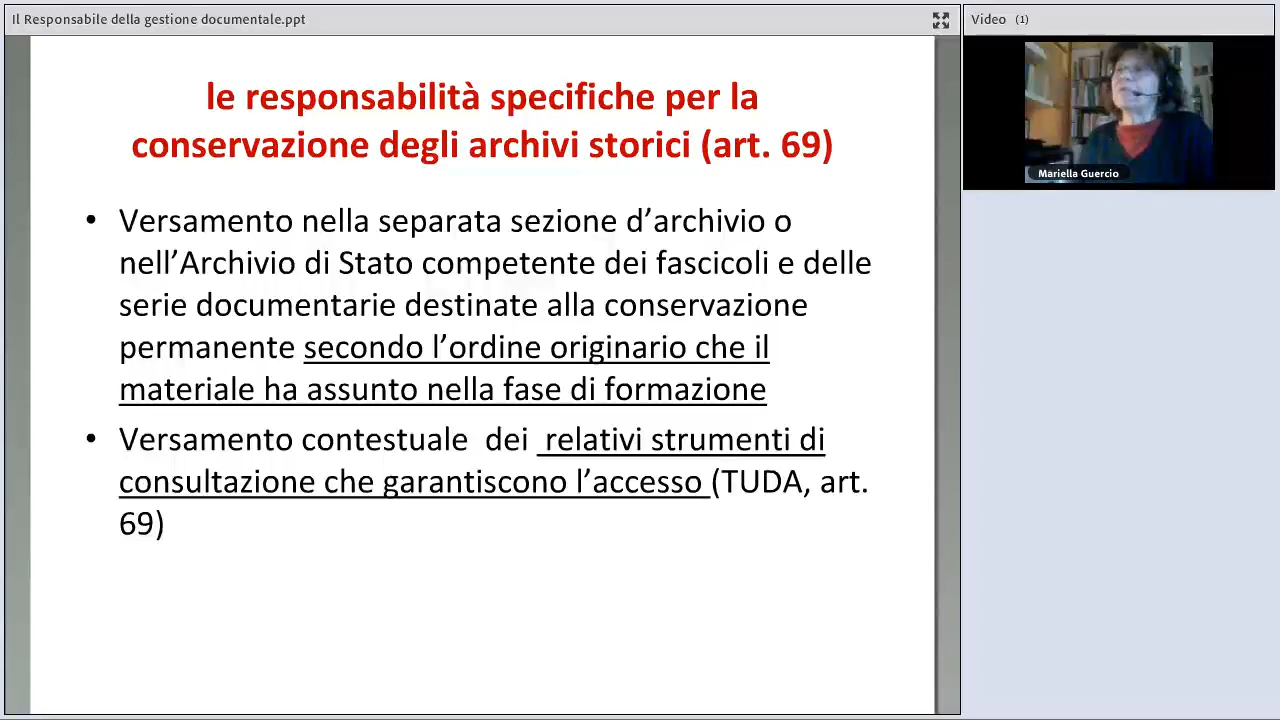 Il Responsabile della gestione documentale.ppt
Video (1)
le responsabilità specifiche per la
conservazione degli archivi storici (art. 69)
Mariella Guercio
• Versamento nella separata sezione d’archivio o
nell’Archivio di Stato competente dei fascicoli e delle
serie documentarie destinate alla conservazione
permanente secondo l’ordine originario che il
materiale ha assunto nella fase di formazione
• Versamento contestuale dei relativi strumenti di
consultazione che garantiscono l’accesso (TUDA, art.
69)